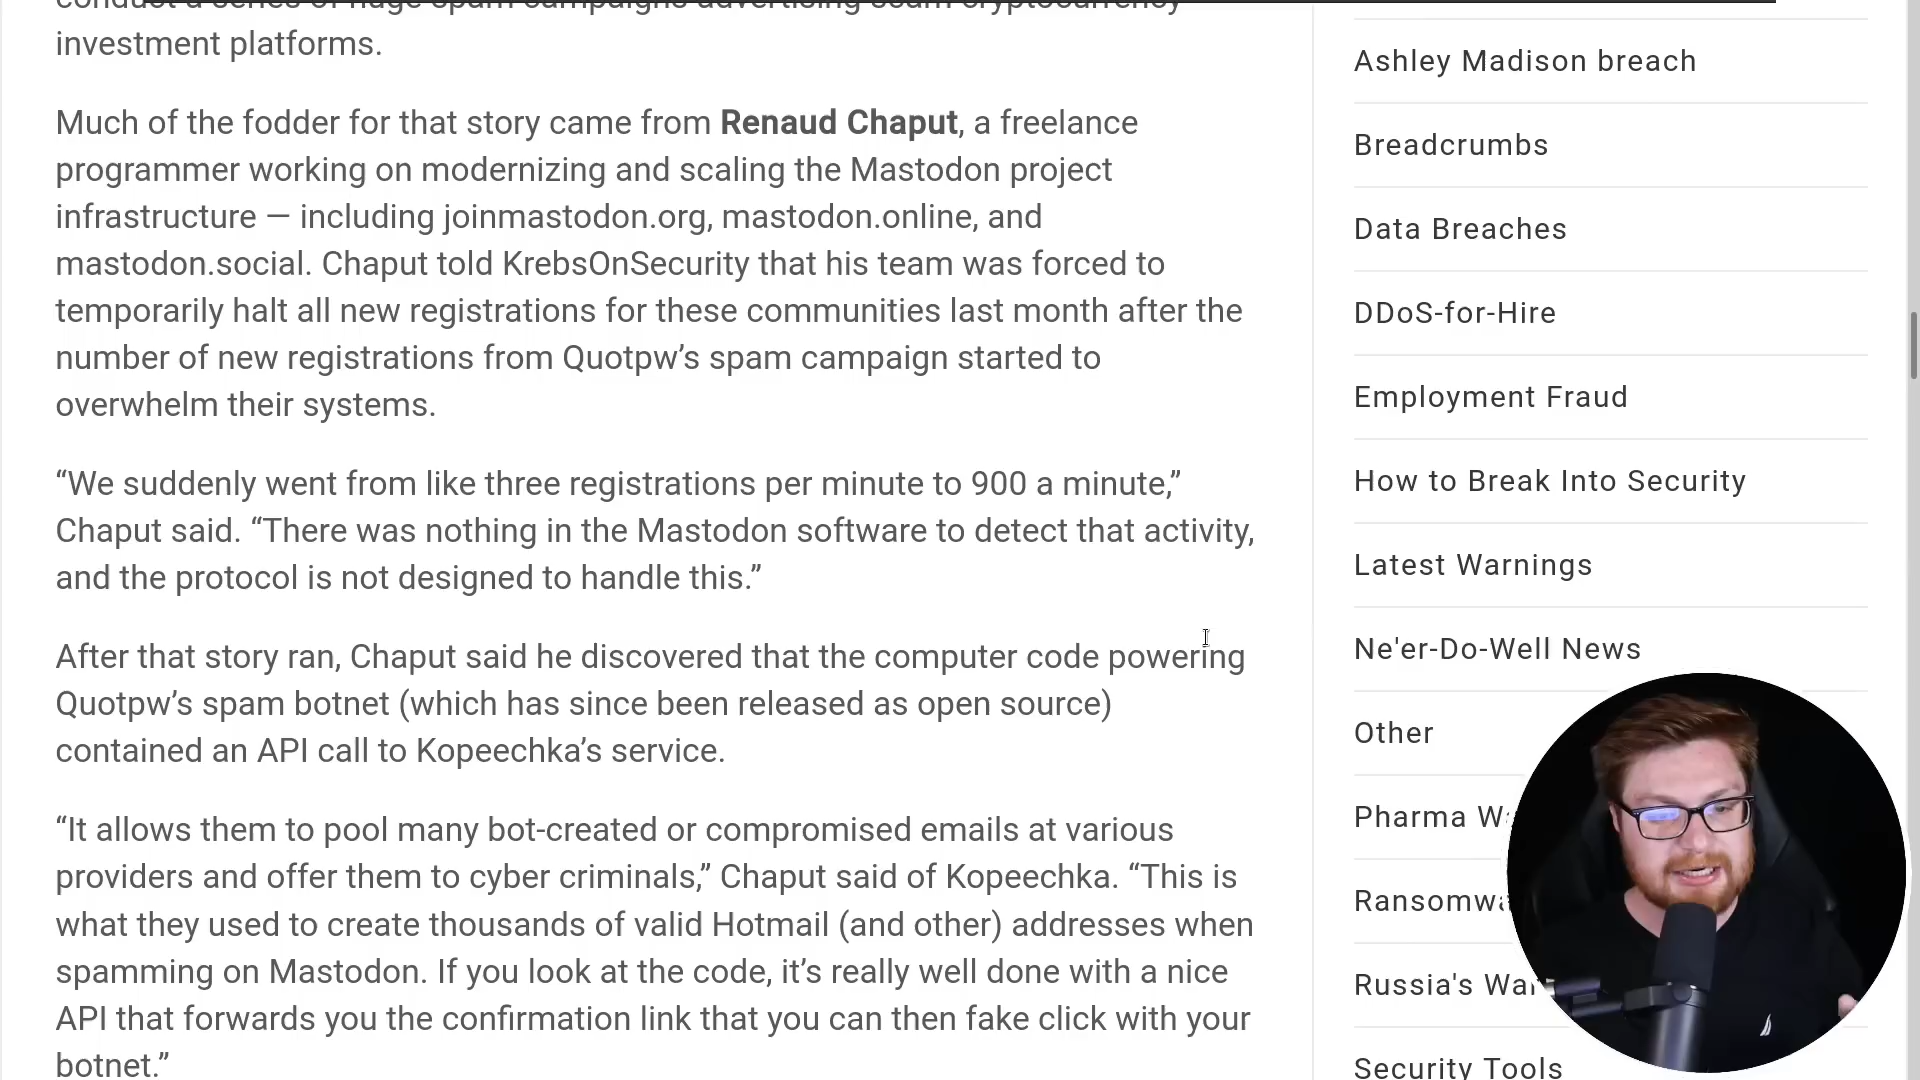 conduct a series of huge spam campaigns advertising scam cryptocurrency
investment platforms.
Much of the fodder for that story came from Renaud Chaput, a freelance
programmer working on modernizing and scaling the Mastodon project
infrastructure — including joinmastodon.org, mastodon.online, and
mastodon.social. Chaput told KrebsOnSecurity that his team was forced to
temporarily halt all new registrations for these communities last month after the
number of new registrations from Quotpw’s spam campaign started to
overwhelm their systems.
“We suddenly went from like three registrations per minute to 900 a minute,”
Chaput said. “There was nothing in the Mastodon software to detect that activity,
and the protocol is not designed to handle this.”
After that story ran, Chaput said he discovered that the computer code powering
Quotpw’s spam botnet (which has since been released as open source)
contained an API call to Kopeechka’s service.
“It allows them to pool many bot-created or compromised emails at various
providers and offer them to cyber criminals,” Chaput said of Kopeechka. “This is
what they used to create thousands of valid Hotmail (and other) addresses when
spamming on Mastodon. If you look at the code, it’s really well done with a nice
API that forwards you the confirmation link that you can then fake click with your
botnet.”
Ashley Madison breach
Breadcrumbs
Data Breaches
DDoS-for-Hire
Employment Fraud
How to Break Into Security
Latest Warnings
Ne'er-Do-Well News
Other
Pharma
Russia's War
Security Tools